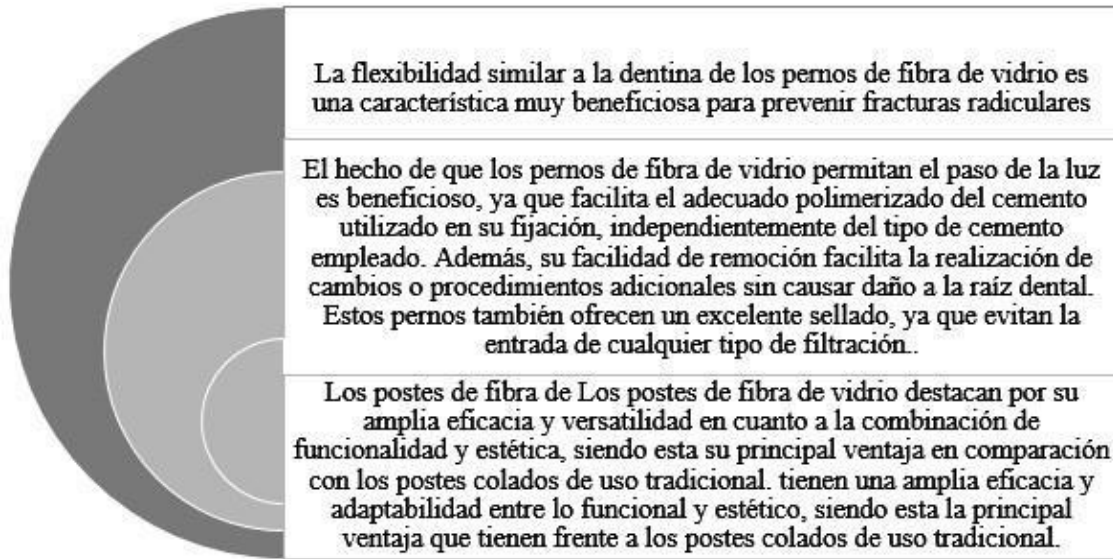 La flexibilidad similar a la dentina de los pernos de fibra de vidrio es
una característica muy beneficiosa para prevenir fracturas radiculares
El hecho de que los pernos de fibra de vidrio permitan el paso de la luz
es beneficioso, ya que facilita el adecuado polimerizado del cemento
utilizado en su fijación, independientemente del tipo de cemento
empleado. Además, su facilidad de remoción facilita la realización de
cambios o procedimientos adicionales sin causar daño a la raíz dental.
Estos pernos también ofrecen un excelente sellado, ya que evitan la
entrada de cualquier tipo de filtración..
Los postes de fibra de Los postes de fibra de vidrio destacan por su
amplia eficacia y versatilidad en cuanto a la combinación de
funcionalidad y estética, siendo esta su principal ventaja en comparación
con los postes colados de uso tradicional. tienen una amplia eficacia y
adaptabilidad entre lo funcional y estético, siendo esta la principal
ventaja que tienen frente a los postes colados de uso tradicional.